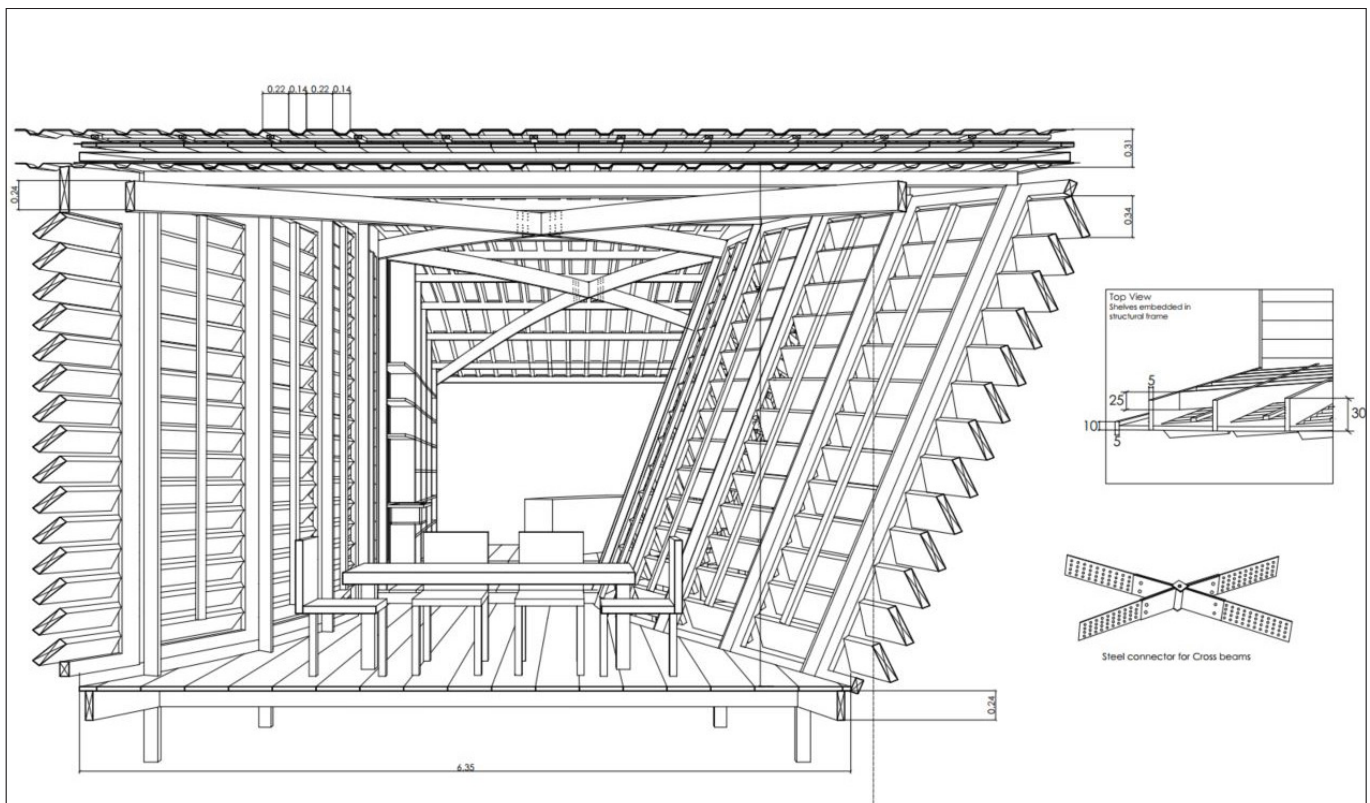 0.22 0.14 0.22 0.14
0.31
0.24
0.34
Top View
Shelves embedded in
structural frame
5
25
30
10
5
Steel connector for Cross beams
0.24
6.35